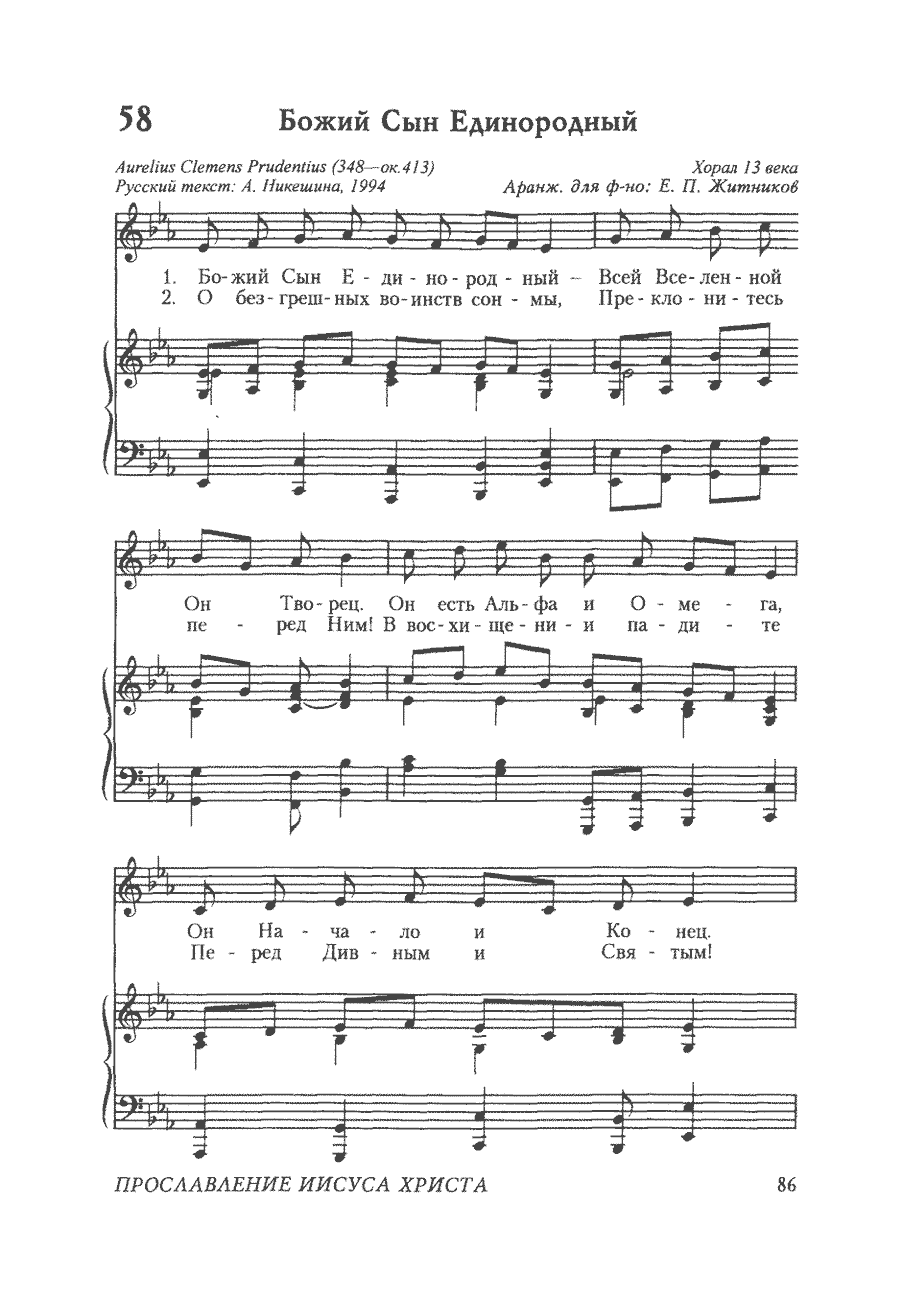 58 Божий Сын Единородный
Aurelius Clemens Prudentius (348—ок.413) Хорал 13 века
Русский текст: А. Никешина, 1994 Аранж. для ф-но: Е. П. Житников
1. Бо-жий Сын Е - ди - но - род - ный – Всей Все - лен - ной
2. О без - греш - ных во-инств сон - мы, Пре - кло - ни - тесь
Он Тво - рец. Он есть Аль - фа и О - ме - га,
пе - ред Ним! В вос - хи - ще - ни - и па - ди - те
Он На - ча - ло и Ко - нец.
Пе - ред Див - ным и Свя - тым!
ПРОСЛАВЛЕНИЕ ИИСУСА ХРИСТА 86